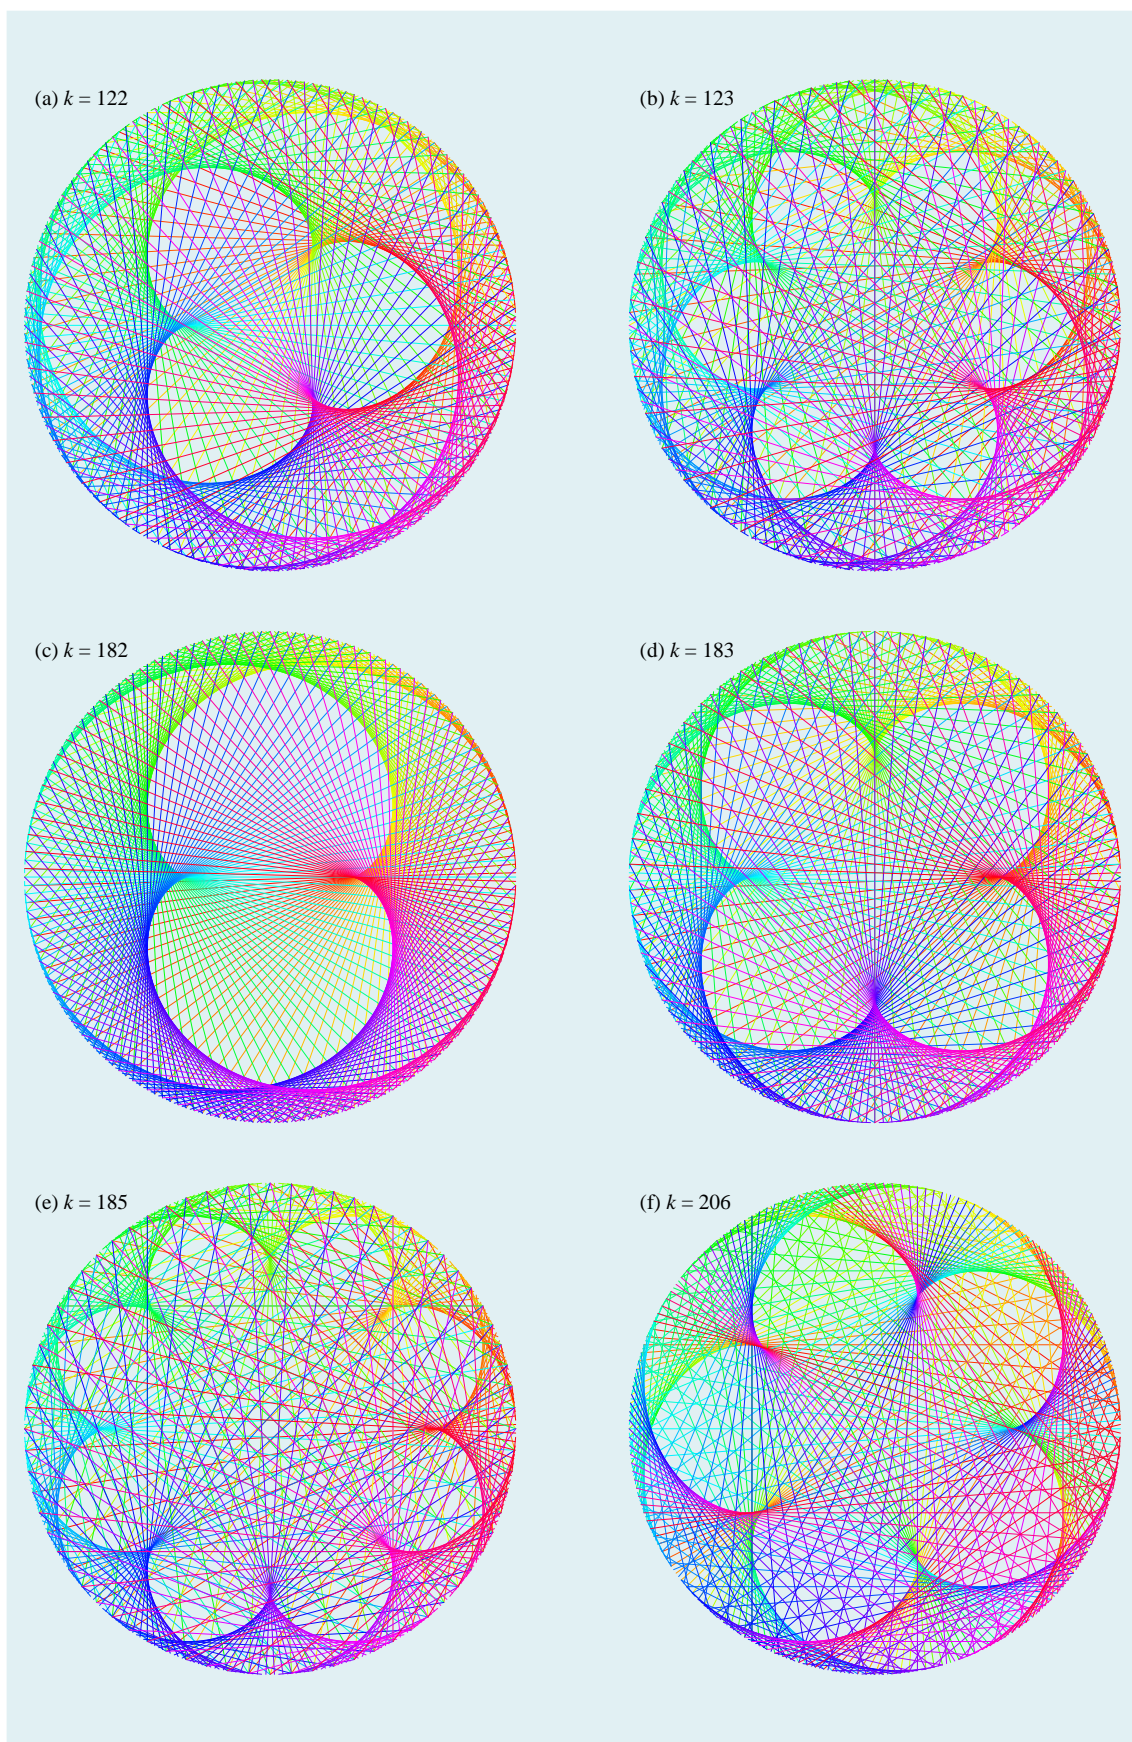 (a) k = 122
(b) k = 123
(c) k = 182
(d) k = 183
(e) k = 185
(f) k = 206